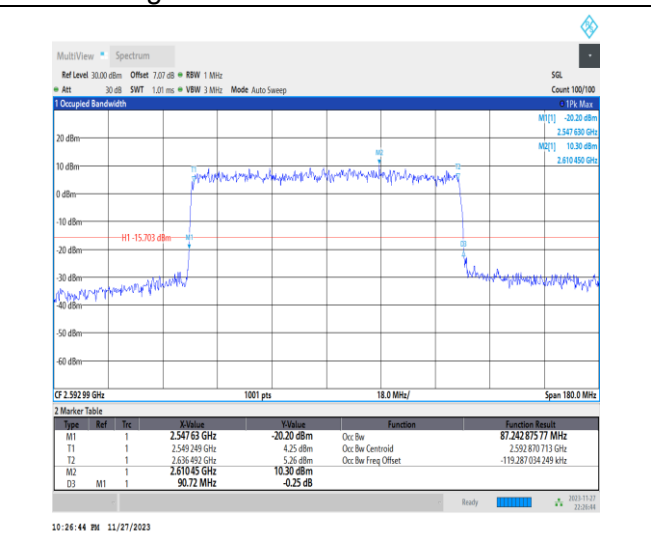 MultiView Spectrum
Ref Level 30.00 dBm Offset 7.07 dB RBW 1 MHz SGL
Att 30 dB SWT 1.01 ms VBW 3 MHz Mode Auto Sweep Count 100/100
1 Occupied Bandwidth 1Pk Max
M1[1] -20.20 dBm
2.547 630 GHz
M2[1] 10.30 dBm
2.610 450 GHz
20 dBm
M2
10 dBm
T1 T2
0 dBm
-10 dBm
H1 -15.703 dBm M1
-20 dBm
D3
-30 dBm
-40 dBm
-50 dBm
-60 dBm
CF 2.592 99 GHz 1001 pts 18.0 MHz/ Span 180.0 MHz
2 Marker Table
Type Ref Trc X-Value Y-Value Function Function Result
M1 1 2.547 63 GHz -20.20 dBm Occ Bw 87.242 875 77 MHz
T1 1 2.549 249 GHz 4.25 dBm Occ Bw Centroid 2.592 870 713 GHz
T2 1 2.636 492 GHz 5.26 dBm Occ Bw Freq Offset -119.287 034 249 kHz
M2 1 2.610 45 GHz 10.30 dBm
D3 M1 1 90.72 MHz -0.25 dB
Ready 2023-11-27
22:26:44
10:26:44 PM 11/27/2023